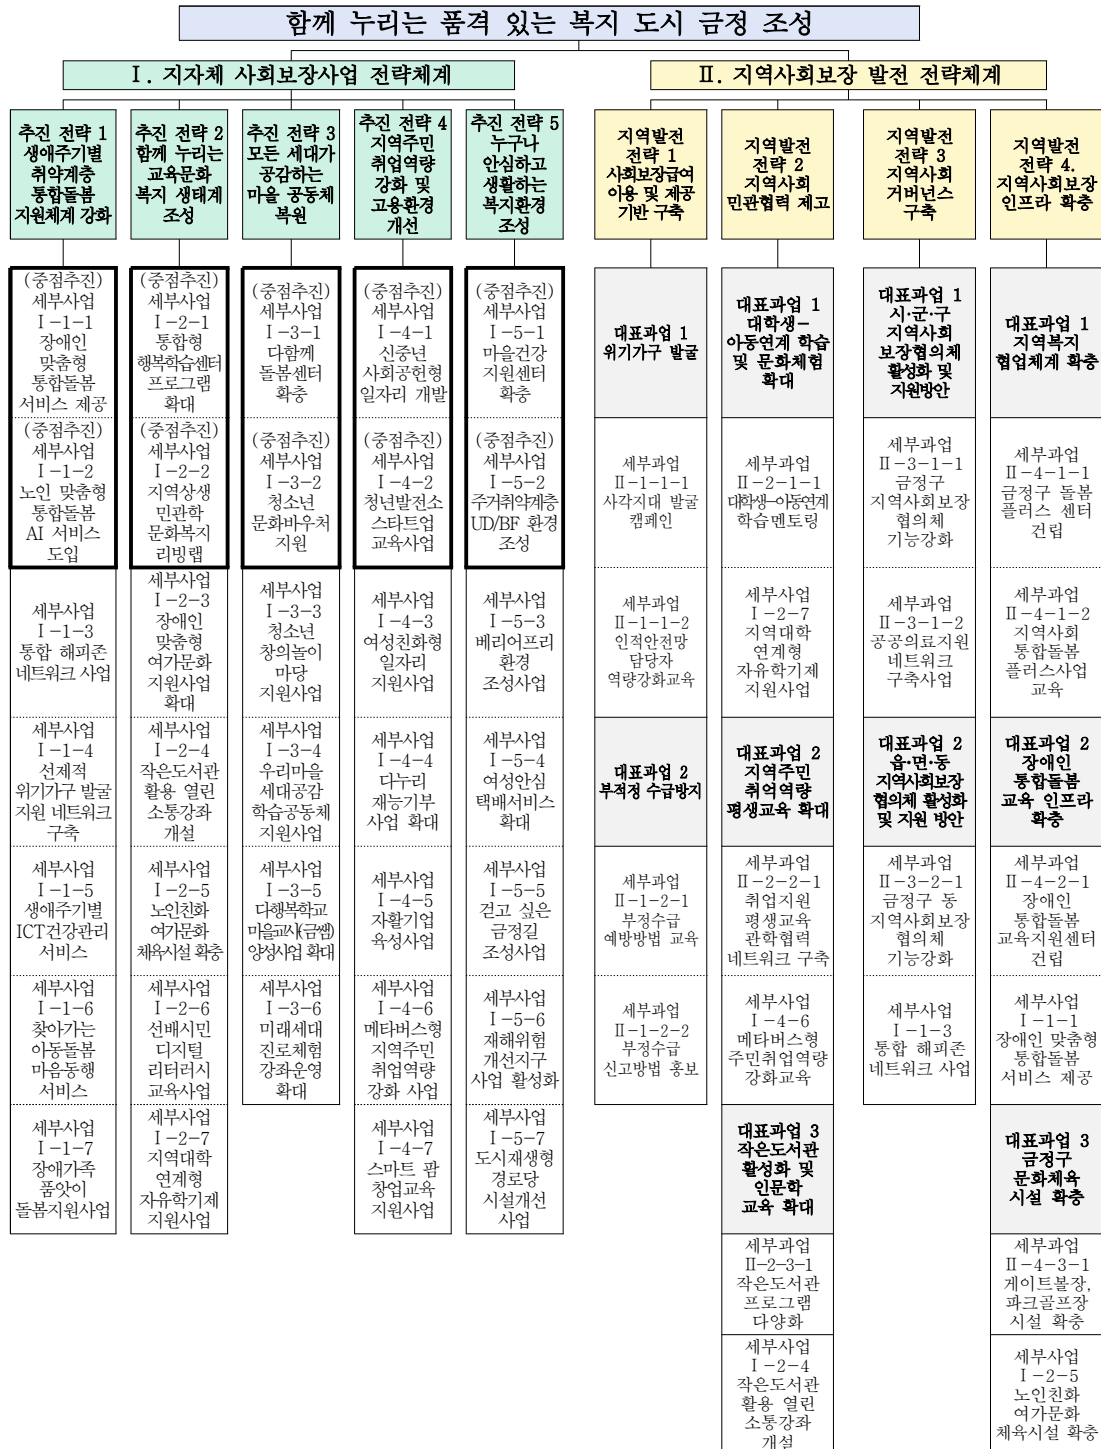 함께 누리는 품격 있는 복지 도시 금정 조성
Ⅰ. 지자체 사회보장사업 전략체계
Ⅱ. 지역사회보장 발전 전략체계
추진 전략 1
생애주기별
취약계층
통합돌봄
지원체계 강화
추진 전략 2
함께 누리는
교육문화
복지 생태계
조성
추진 전략 3
모든 세대가
공감하는
마을 공동체
복원
추진 전략 4
지역주민
취업역량
강화 및
고용환경
개선
추진 전략 5
누구나
안심하고
생활하는
복지환경
조성
지역발전
전략 1
사회보장급여
이용 및 제공
기반 구축
지역발전
전략 2
지역사회
민관협력 제고
지역발전
전략 3
지역사회
거버넌스
구축
지역발전
전략 4.
지역사회보장
인프라 확충
(중점추진)
세부사업
Ⅰ-1-1
장애인
맞춤형
통합돌봄
서비스 제공
(중점추진)
세부사업
Ⅰ-1-2
노인 맞춤형
통합돌봄
AI 서비스
도입
세부사업
Ⅰ-1-3
통합 해피존
네트워크 사업
세부사업
Ⅰ-1-4
선제적
위기가구 발굴
지원 네트워크
구축
세부사업
Ⅰ-1-5
생애주기별
ICT건강관리
서비스
세부사업
Ⅰ-1-6
찾아가는
아동돌봄
마음동행
서비스
세부사업
Ⅰ-1-7
장애가족
품앗이
돌봄지원사업
(중점추진)
세부사업
Ⅰ-2-1
통합형
행복학습센터
프로그램
확대
(중점추진)
세부사업
Ⅰ-2-2
지역상생
민관학
문화복지
리빙랩
세부사업
Ⅰ-2-3
장애인
맞춤형
여가문화
지원사업
확대
세부사업
Ⅰ-2-4
작은도서관
활용 열린
소통강좌
개설
세부사업
Ⅰ-2-5
노인친화
여가문화
체육시설 확충
세부사업
Ⅰ-2-6
선배시민
디지털
리터러시
교육사업
세부사업
Ⅰ-2-7
지역대학
연계형
자유학기제
지원사업
(중점추진)
세부사업
Ⅰ-3-1
다함께
돌봄센터
확충
(중점추진)
세부사업
Ⅰ-3-2
청소년
문화바우처
지원
세부사업
Ⅰ-3-3
청소년
창의놀이
마당
지원사업
세부사업
Ⅰ-3-4
우리마을
세대공감
학습공동체
지원사업
세부사업
Ⅰ-3-5
다행복학교
마을교사(금쌤)
양성사업 확대
세부사업
Ⅰ-3-6
미래세대
진로체험
강좌운영
확대
(중점추진)
세부사업
Ⅰ-4-1
신중년
사회공헌형
일자리 개발
(중점추진)
세부사업
Ⅰ-4-2
청년발전소
스타트업
교육사업
세부사업
Ⅰ-4-3
여성친화형
일자리
지원사업
세부사업
Ⅰ-4-4
다누리
재능기부
사업 확대
세부사업
Ⅰ-4-5
자활기업
육성사업
세부사업
Ⅰ-4-6
메타버스형
지역주민
취업역량
강화 사업
세부사업
Ⅰ-4-7
스마트 팜
창업교육
지원사업
(중점추진)
세부사업
Ⅰ-5-1
마을건강
지원센터
확충
(중점추진)
세부사업
Ⅰ-5-2
주거취약계층
UD/BF 환경
조성
세부사업
Ⅰ-5-3
베리어프리
환경
조성사업
세부사업
Ⅰ-5-4
여성안심
택배서비스
확대
세부사업
Ⅰ-5-5
걷고 싶은
금정길
조성사업
세부사업
Ⅰ-5-6
재해위험
개선지구
사업 활성화
세부사업
Ⅰ-5-7
도시재생형
경로당
시설개선
사업
대표과업 1
위기가구 발굴
세부과업
Ⅱ-1-1-1
사각지대 발굴
캠페인
세부과업
Ⅱ-1-1-2
인적안전망
담당자
역량강화교육
대표과업 2
부적정 수급방지
세부과업
Ⅱ-1-2-1
부정수급
예방방법 교육
세부과업
Ⅱ-1-2-2
부정수급
신고방법 홍보
대표과업 1
대학생-
아동연계 학습
및 문화체험
확대
세부과업
Ⅱ-2-1-1
대학생-아동연계
학습멘토링
세부사업
Ⅰ-2-7
지역대학
연계형
자유학기제
지원사업
대표과업 2
지역주민
취억역량
평생교육 확대
세부과업
Ⅱ-2-2-1
취업지원
평생교육
관학협력
네트워크 구축
세부사업
Ⅰ-4-6
메타버스형
주민취업역량
강화교육
대표과업 3
작은도서관
활성화 및
인문학
교육 확대
세부과업
Ⅱ-2-3-1
작은도서관
프로그램
다양화
세부사업
Ⅰ-2-4
작은도서관
활용 열린
소통강좌
개설
대표과업 1
시·군·구
지역사회
보장협의체
활성화 및
지원방안
세부과업
Ⅱ-3-1-1
금정구
지역사회보장
협의체
기능강화
세부과업
Ⅱ-3-1-2
공공의료지원
네트워크
구축사업
대표과업 2
읍·면·동
지역사회보장
협의체 활성화
및 지원 방안
세부과업
Ⅱ-3-2-1
금정구 동
지역사회보장
협의체
기능강화
세부사업
Ⅰ-1-3
통합 해피존
네트워크 사업
대표과업 1
지역복지
협업체계 확충
세부과업
Ⅱ-4-1-1
금정구 돌봄
플러스 센터
건립
세부과업
Ⅱ-4-1-2
지역사회
통합돌봄
플러스사업
교육
대표과업 2
장애인
통합돌봄
교육 인프라
확충
세부과업
Ⅱ-4-2-1
장애인
통합돌봄
교육지원센터
건립
세부사업
Ⅰ-1-1
장애인 맞춤형
통합돌봄
서비스 제공
대표과업 3
금정구
문화체육
시설 확충
세부과업
Ⅱ-4-3-1
게이트볼장,
파크골프장
시설 확충
세부사업
Ⅰ-2-5
노인친화
여가문화
체육시설 확충